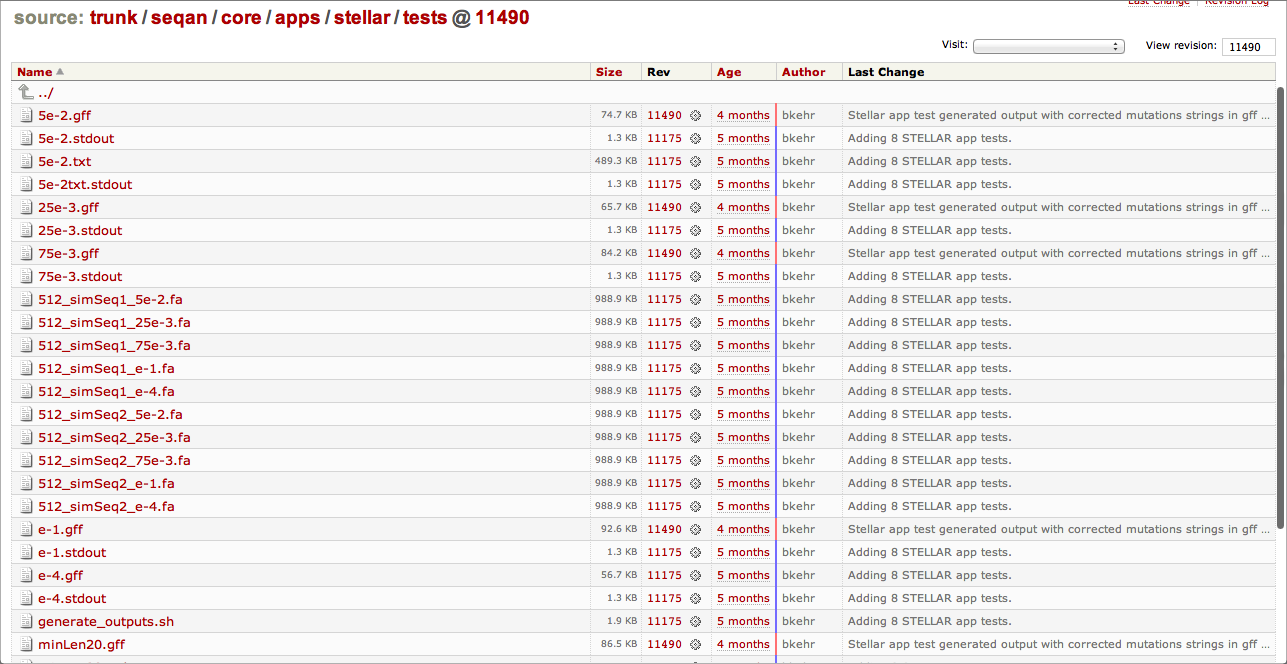 Last Change Revision Log
source: trunk / seqan / core / apps / stellar / tests @ 11490
Visit: View revision: 11490
Name Size Rev Age Author Last Change
../
5e-2.gff 74.7 KB 11490 4 months bkehr Stellar app test generated output with corrected mutations strings in gff ...
5e-2.stdout 1.3 KB 11175 5 months bkehr Adding 8 STELLAR app tests.
5e-2.txt 489.3 KB 11175 5 months bkehr Adding 8 STELLAR app tests.
5e-2txt.stdout 1.3 KB 11175 5 months bkehr Adding 8 STELLAR app tests.
25e-3.gff 65.7 KB 11490 4 months bkehr Stellar app test generated output with corrected mutations strings in gff ...
25e-3.stdout 1.3 KB 11175 5 months bkehr Adding 8 STELLAR app tests.
75e-3.gff 84.2 KB 11490 4 months bkehr Stellar app test generated output with corrected mutations strings in gff ...
75e-3.stdout 1.3 KB 11175 5 months bkehr Adding 8 STELLAR app tests.
512_simSeq1_5e-2.fa 988.9 KB 11175 5 months bkehr Adding 8 STELLAR app tests.
512_simSeq1_25e-3.fa 988.9 KB 11175 5 months bkehr Adding 8 STELLAR app tests.
512_simSeq1_75e-3.fa 988.9 KB 11175 5 months bkehr Adding 8 STELLAR app tests.
512_simSeq1_e-1.fa 988.9 KB 11175 5 months bkehr Adding 8 STELLAR app tests.
512_simSeq1_e-4.fa 988.9 KB 11175 5 months bkehr Adding 8 STELLAR app tests.
512_simSeq2_5e-2.fa 988.9 KB 11175 5 months bkehr Adding 8 STELLAR app tests.
512_simSeq2_25e-3.fa 988.9 KB 11175 5 months bkehr Adding 8 STELLAR app tests.
512_simSeq2_75e-3.fa 988.9 KB 11175 5 months bkehr Adding 8 STELLAR app tests.
512_simSeq2_e-1.fa 988.9 KB 11175 5 months bkehr Adding 8 STELLAR app tests.
512_simSeq2_e-4.fa 988.9 KB 11175 5 months bkehr Adding 8 STELLAR app tests.
e-1.gff 92.6 KB 11490 4 months bkehr Stellar app test generated output with corrected mutations strings in gff ...
e-1.stdout 1.3 KB 11175 5 months bkehr Adding 8 STELLAR app tests.
e-4.gff 56.7 KB 11175 5 months bkehr Adding 8 STELLAR app tests.
e-4.stdout 1.3 KB 11175 5 months bkehr Adding 8 STELLAR app tests.
generate_outputs.sh 1.9 KB 11175 5 months bkehr Adding 8 STELLAR app tests.
minLen20.gff 86.5 KB 11490 4 months bkehr Stellar app test generated output with corrected mutations strings in gff ...